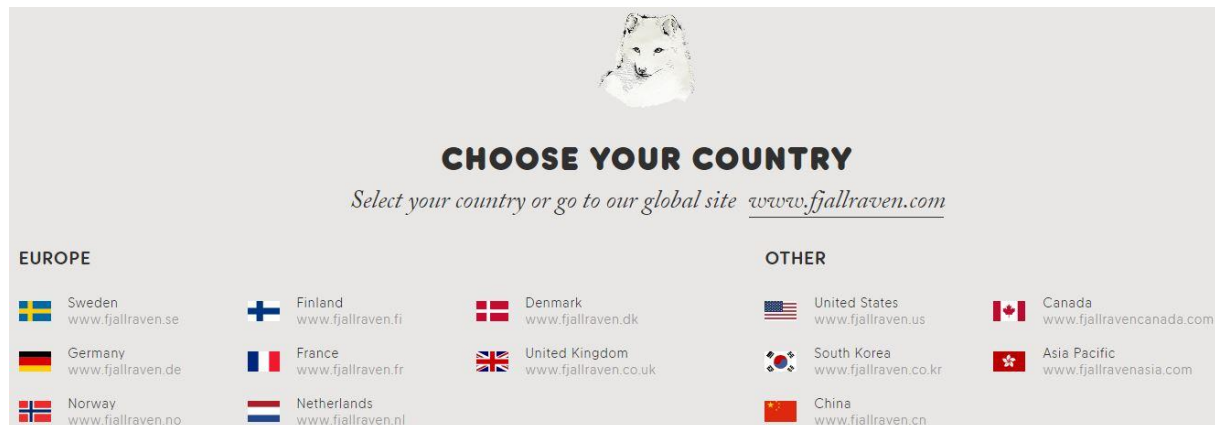 CHOOSE YOUR COUNTRY
Select your country or go to our global site www.fjallraven.com
EUROPE
Sweden
www.fjallraven.se
Finland
www.fjallraven.fi
Denmark
www.fjallraven.dk
Germany
www.fjallraven.de
France
www.fjallraven.fr
United Kingdom
www.fjallraven.co.uk
Norway
www.fjallraven.no
Netherlands
www.fjallraven.nl
OTHER
United States
www.fjallraven.us
Canada
www.fjallravencanada.com
South Korea
www.fjallraven.co.kr
Asia Pacific
www.fjallravenasia.com
China
www.fjallraven.cn